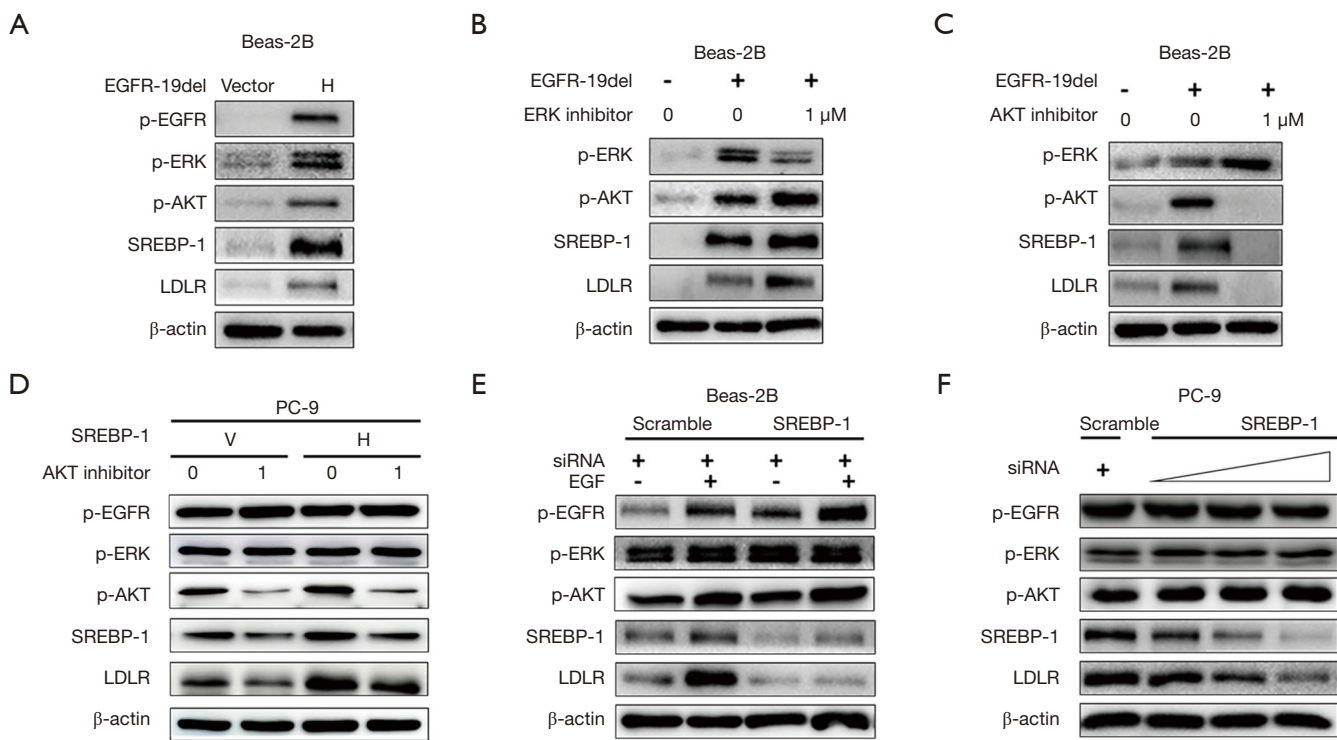 A
Beas-2B
EGFR-19del Vector H
p-EGFR
p-ERK
p-AKT
SREBP-1
LDLR
β-actin
B
Beas-2B
EGFR-19del - + +
ERK inhibitor 0 0 1 μM
p-ERK
p-AKT
SREBP-1
LDLR
β-actin
C
Beas-2B
EGFR-19del - + +
AKT inhibitor 0 0 1 μM
p-ERK
p-AKT
SREBP-1
LDLR
β-actin
D
PC-9
SREBP-1 V H
AKT inhibitor 0 1 0 1
p-EGFR
p-ERK
p-AKT
SREBP-1
LDLR
β-actin
E
Beas-2B
Scramble SREBP-1
siRNA + + + +
EGF - + - +
p-EGFR
p-ERK
p-AKT
SREBP-1
LDLR
β-actin
F
PC-9
Scramble SREBP-1
siRNA +
p-EGFR
p-ERK
p-AKT
SREBP-1
LDLR
β-actin